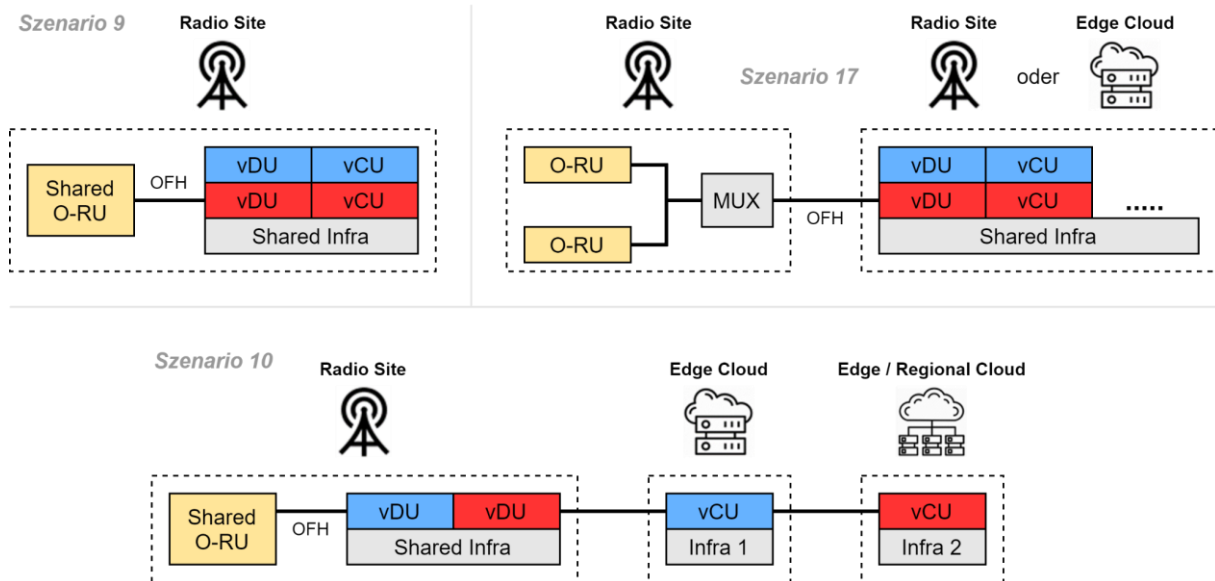 Szenario 9
Radio Site
Shared
O-RU
OFH
vDU
vCU
vDU
vCU
Shared Infra
Szenario 17
Radio Site
Radio Site
oder
Edge Cloud
O-RU
O-RU
MUX
OFH
vDU
vCU
vDU
vCU
.....
Shared Infra
Szenario 10
Radio Site
Edge Cloud
Edge / Regional Cloud
Shared
O-RU
OFH
vDU
vDU
Shared Infra
vCU
Infra 1
vCU
Infra 2